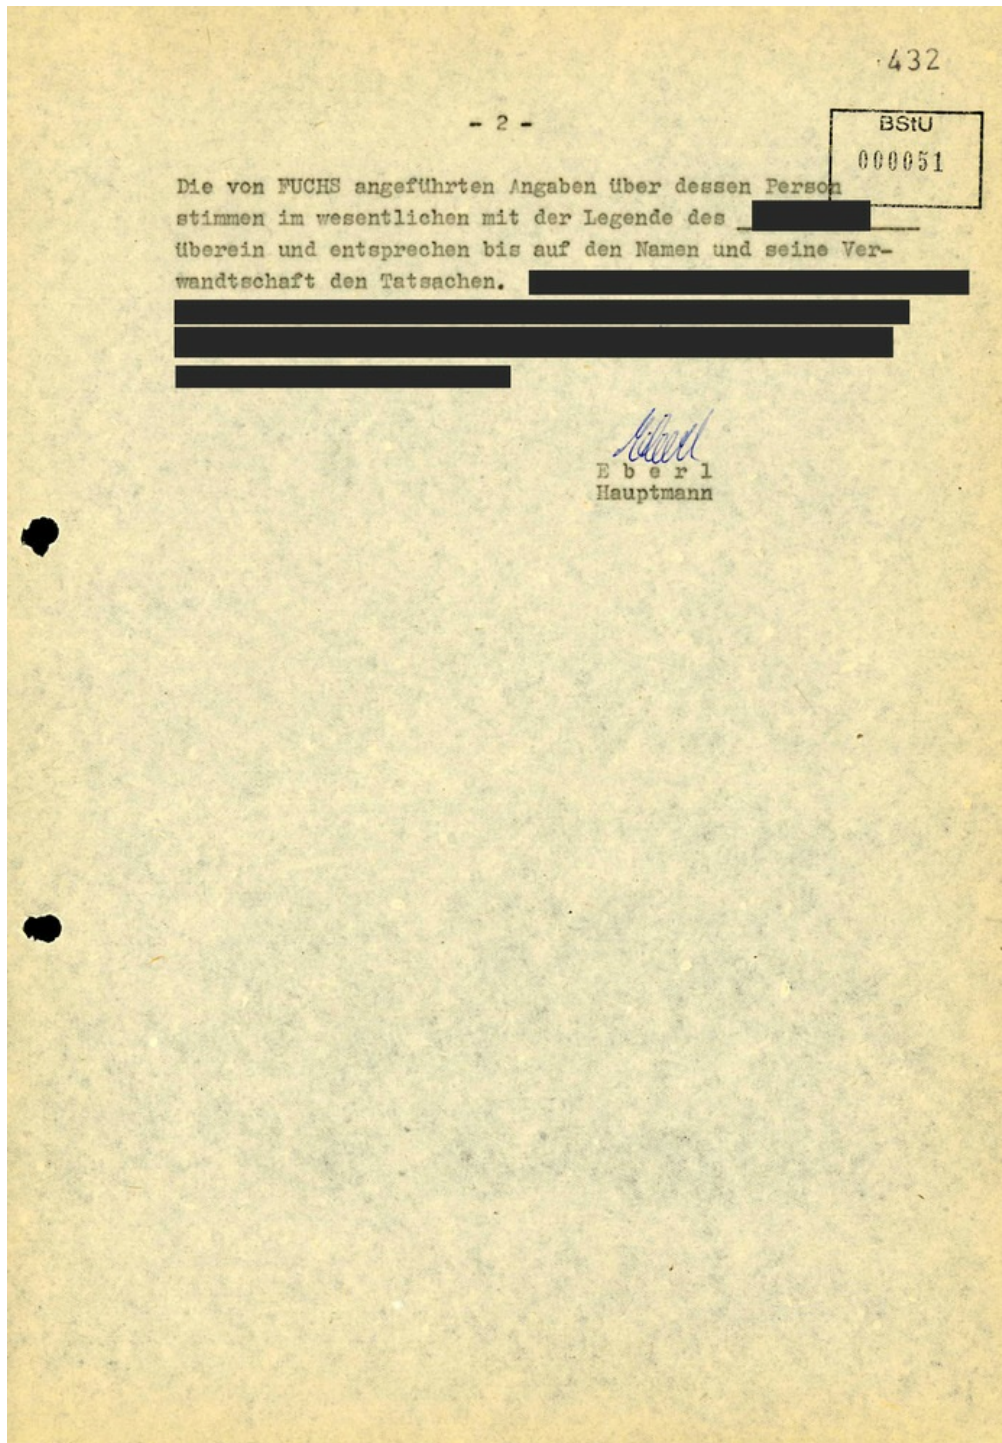 432
- 2 -
BStU
000051
Die von FUCHS angeführten Angaben über dessen Person
stimmen im wesentlichen mit der Legende des
überein und entsprechen bis auf den Namen und seine Ver-
wandtschaft den Tatsachen.
Eberl
E b e r l
Hauptmann